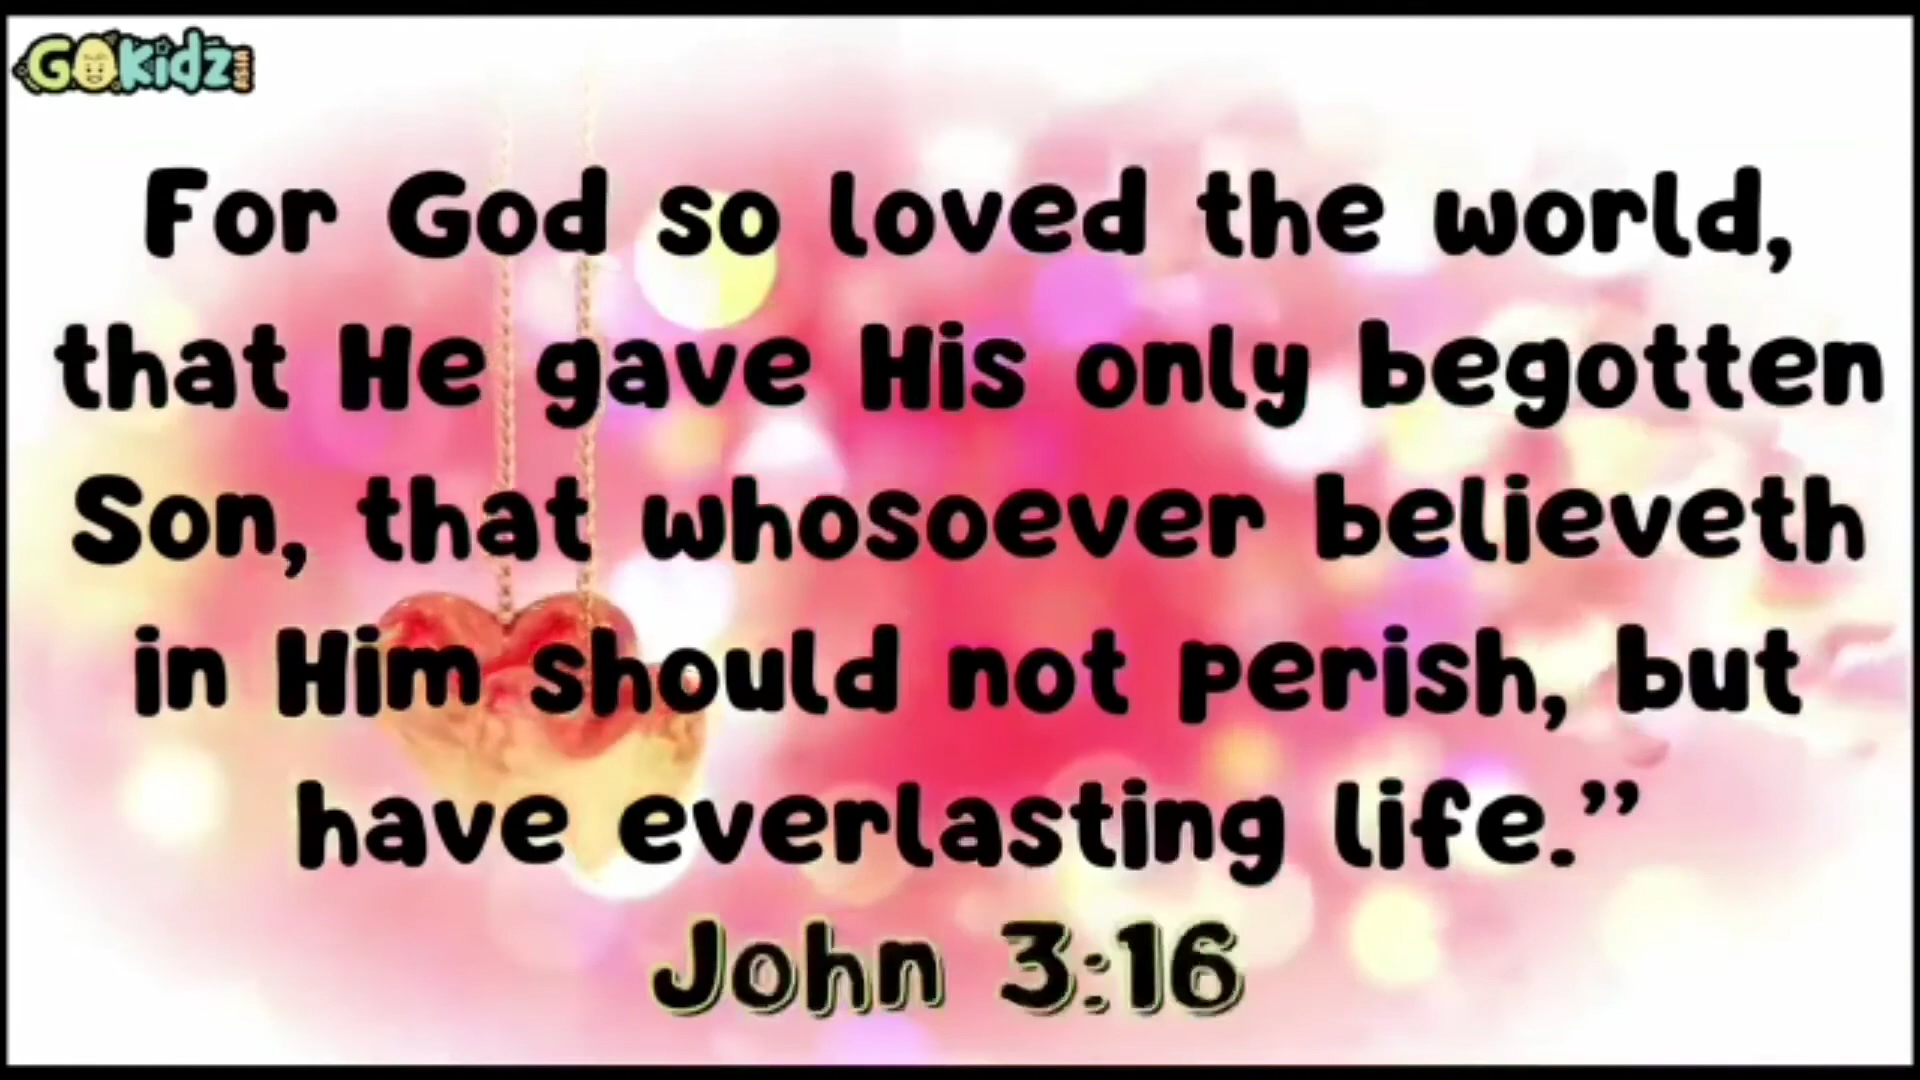 GOKidz ASIA
For God so loved the world,
that He gave His only begotten
Son, that whosoever believeth
in Him should not perish, but
have everlasting life.”
John 3:16